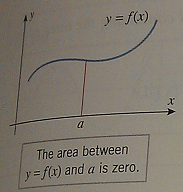 y
y = f(x)
x
a
The area between
y = f(x) and a is zero.